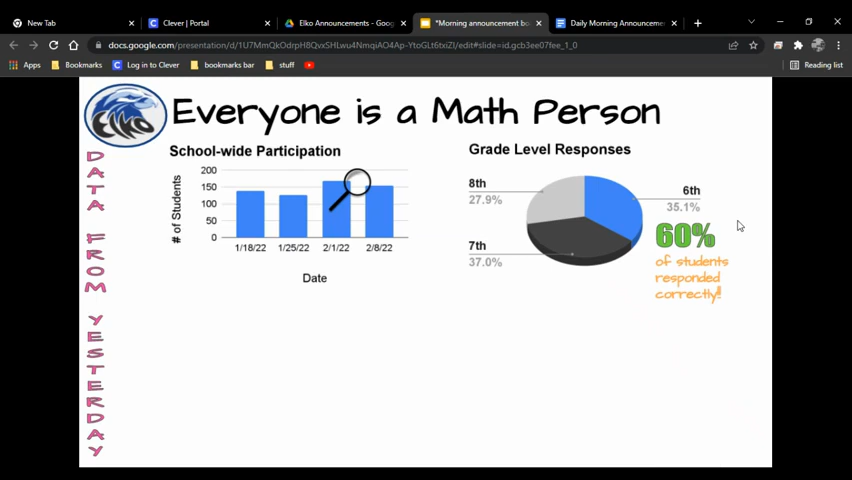 New Tab
Clever | Portal
Elko Announcements - Goog
*Morning announcement bo
Daily Morning Announcemen
docs.google.com/presentation/d/1U7MmQkOdrpH8QvxSHLwu4NmqiAO4Ap-YtoGLt6txiZI/edit#slide=id.gcb3ee07fee_1_0
Apps
Bookmarks
Log in to Clever
bookmarks bar
stuff
Reading list
ELKO
Everyone is a Math Person
DATA FROM YESTERDAY
School-wide Participation
# of Students
200
150
100
50
0
1/18/22
1/25/22
2/1/22
2/8/22
Date
Grade Level Responses
8th
27.9%
6th
35.1%
7th
37.0%
60%
of students
responded
correctly!!